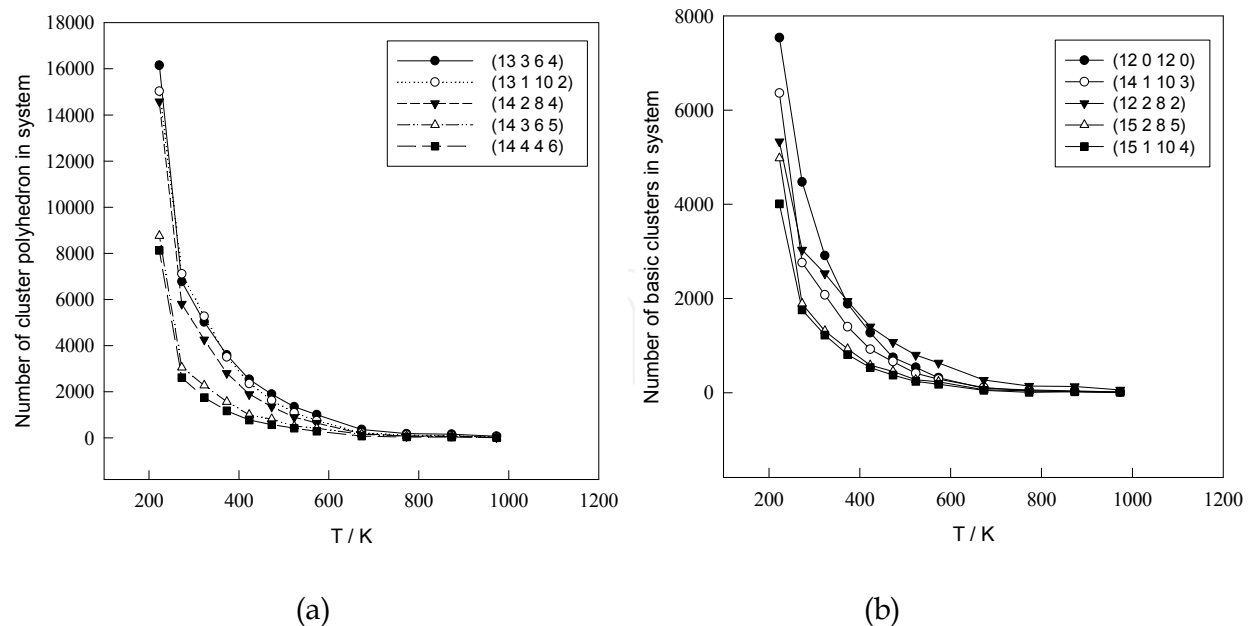 18000
16000
14000
12000
10000
8000
6000
4000
2000
0
Number of cluster polyhedron in system
(13 3 6 4)
(13 1 10 2)
(14 2 8 4)
(14 3 6 5)
(14 4 4 6)
200 400 600 800 1000 1200
T / K
(a)
8000
6000
4000
2000
0
Number of basic clusters in system
(12 0 12 0)
(14 1 10 3)
(12 2 8 2)
(15 2 8 5)
(15 1 10 4)
200 400 600 800 1000 1200
T / K
(b)